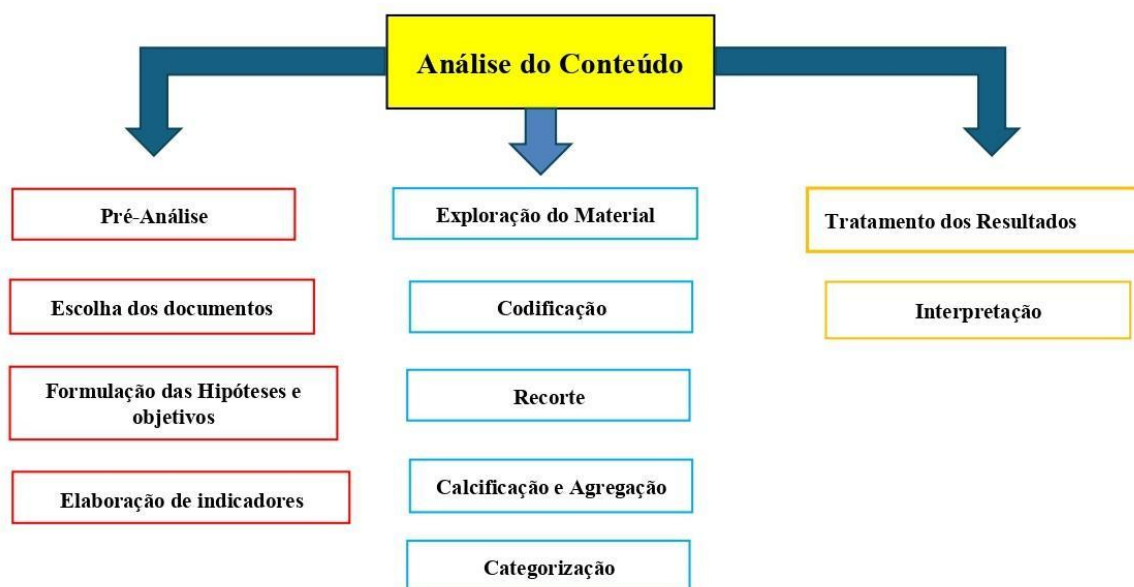 Análise do Conteúdo
Pré-Análise
Escolha dos documentos
Formulação das Hipóteses e
objetivos
Elaboração de indicadores
Exploração do Material
Codificação
Recorte
Calcificação e Agregação
Categorização
Tratamento dos Resultados
Interpretação